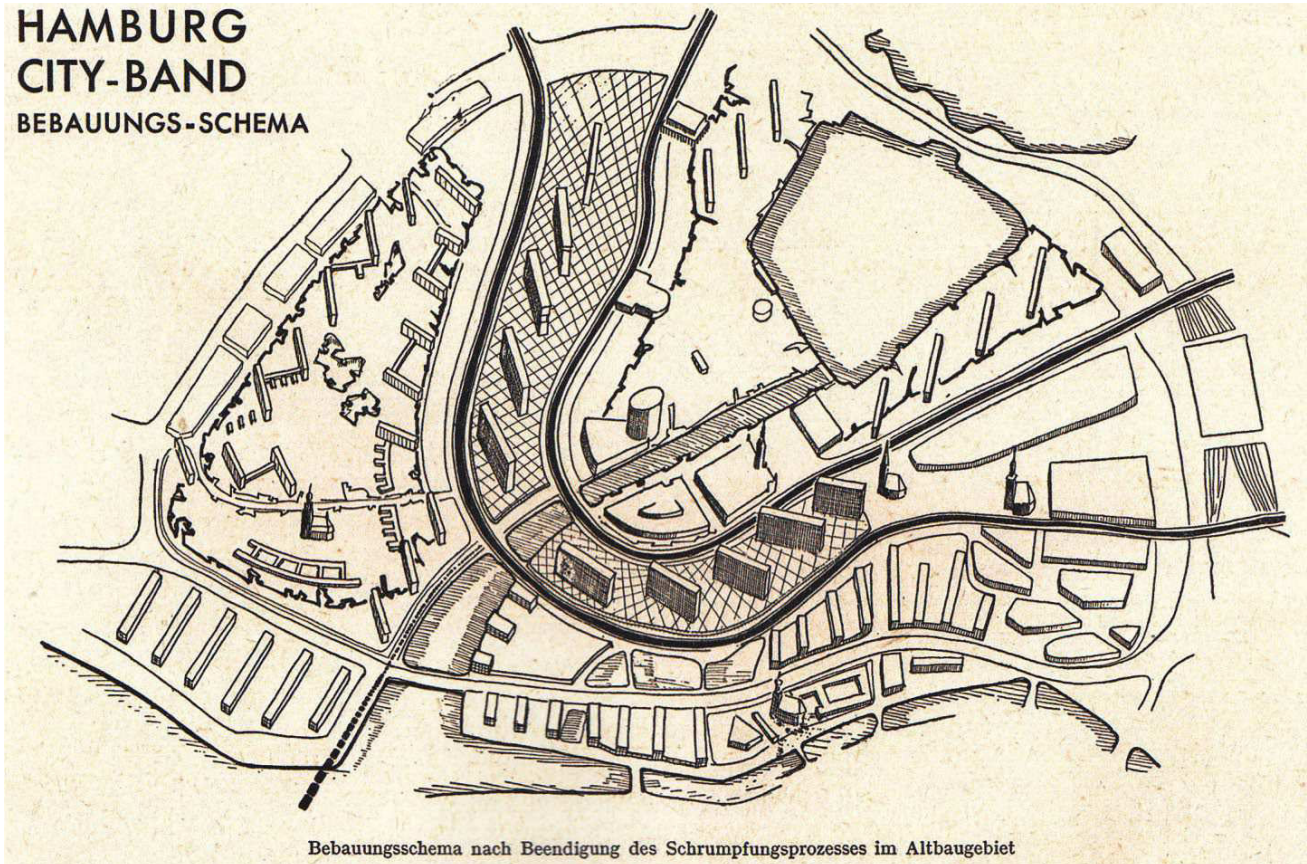 HAMBURG
CITY-BAND
BEBAUUNGS-SCHEMA
Bebauungsschema nach Beendigung des Schrumpfungsprozesses im Altbaugebiet